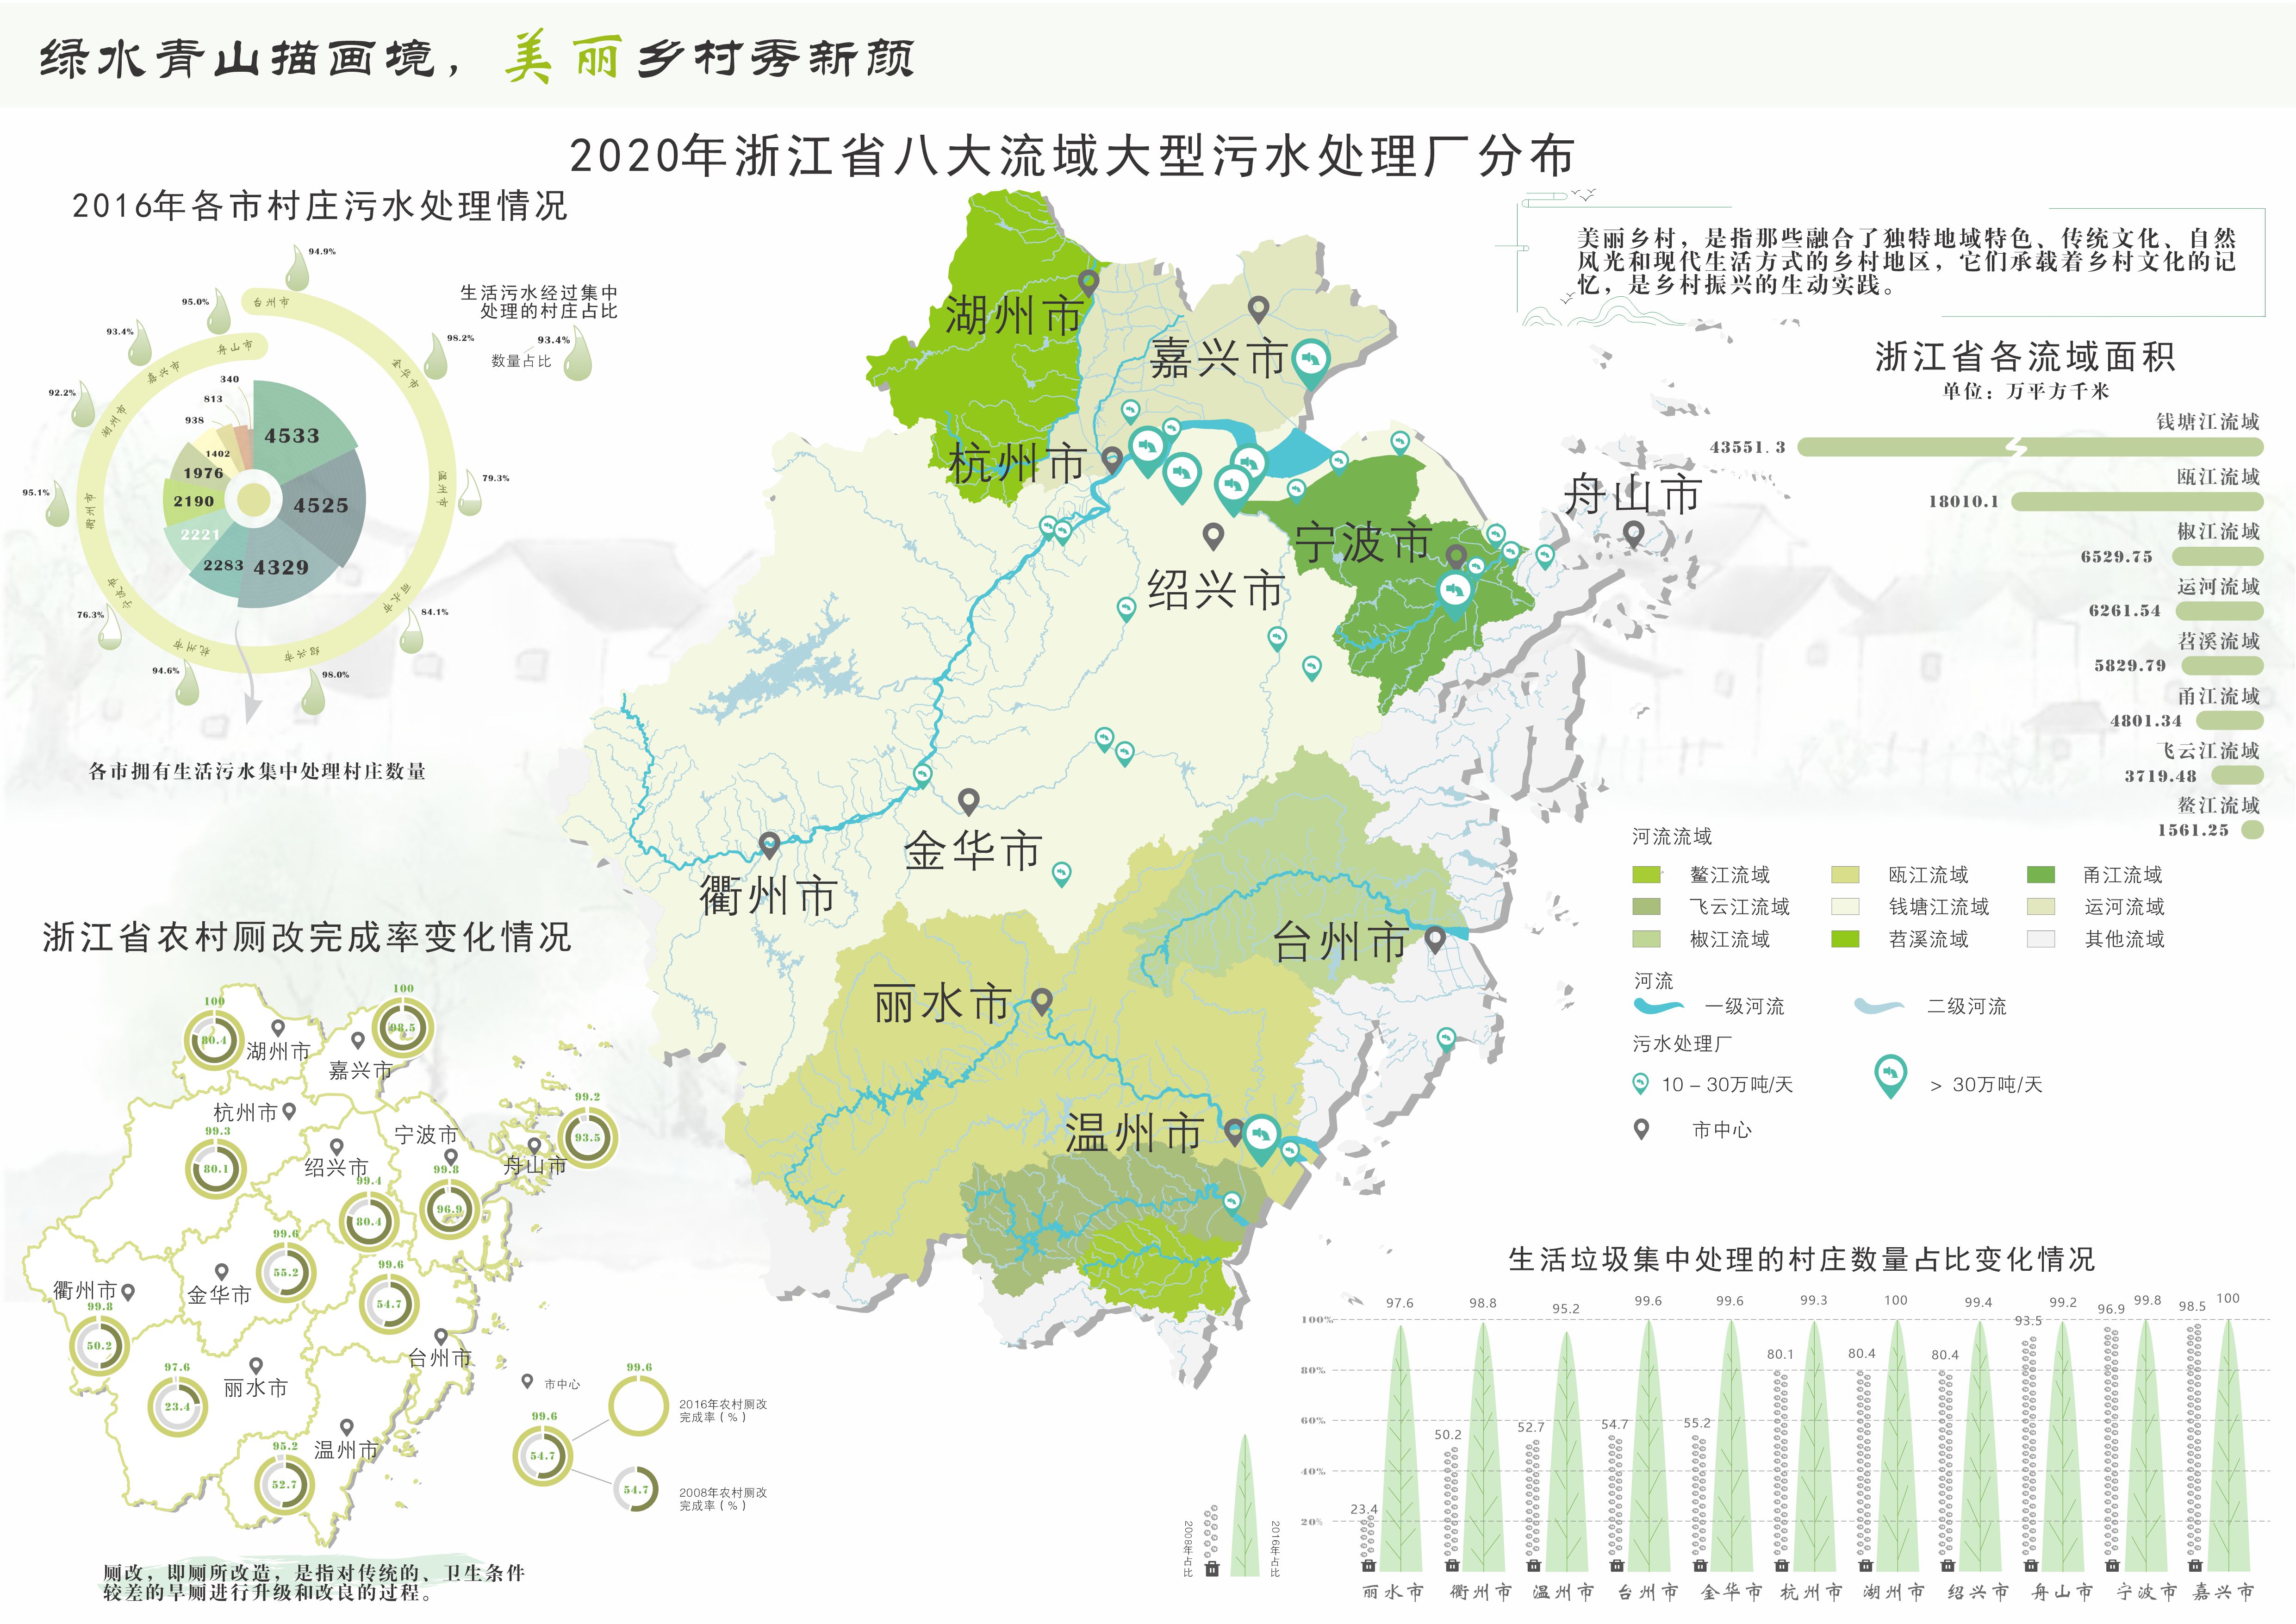 绿水青山描画境，美丽乡村秀新颜
2020年浙江省八大流域大型污水处理厂分布
2016年各市村庄污水处理情况
94.9%
95.0%
93.4%
92.2%
95.1%
76.3%
94.6%
98.0%
84.1%
79.3%
98.2%
台州市
金华市
温州市
丽水市
绍兴市
杭州市
宁波市
衢州市
湖州市
嘉兴市
舟山市
340
813
938
1402
1976
2190
2221
2283
4329
4525
4533
生活污水经过集中
处理的村庄占比
93.4%
数量占比
各市拥有生活污水集中处理村庄数量
美丽乡村，是指那些融合了独特地域特色、传统文化、自然
风光和现代生活方式的乡村地区，它们承载着乡村文化的记
忆，是乡村振兴的生动实践。
湖州市
嘉兴市
杭州市
舟山市
宁波市
绍兴市
金华市
衢州市
台州市
丽水市
温州市
浙江省各流域面积
单位：万平方千米
钱塘江流域
43551.3
瓯江流域
18010.1
椒江流域
6529.75
运河流域
6261.54
苕溪流域
5829.79
甬江流域
4801.34
飞云江流域
3719.48
鳌江流域
1561.25
河流流域
鳌江流域
瓯江流域
甬江流域
飞云江流域
钱塘江流域
运河流域
椒江流域
苕溪流域
其他流域
河流
一级河流
二级河流
污水处理厂
10－30万吨/天
> 30万吨/天
市中心
浙江省农村厕改完成率变化情况
100
80.4
湖州市
100
98.5
嘉兴市
杭州市
99.3
80.1
绍兴市
99.4
80.4
宁波市
99.8
96.9
99.2
93.5
舟山市
99.6
55.2
金华市
99.6
54.7
台州市
衢州市
99.8
50.2
97.6
23.4
丽水市
95.2
52.7
温州市
市中心
99.6
54.7
99.6
2016年农村厕改
完成率（%）
54.7
2008年农村厕改
完成率（%）
厕改，即厕所改造，是指对传统的、卫生条件
较差的旱厕进行升级和改良的过程。
生活垃圾集中处理的村庄数量占比变化情况
100%
80%
60%
40%
20%
23.4
97.6
50.2
98.8
52.7
95.2
54.7
99.6
55.2
99.6
80.1
99.3
80.4
100
80.4
99.4
93.5
99.2
96.9
99.8
98.5
100
丽水市
衢州市
温州市
台州市
金华市
杭州市
湖州市
绍兴市
舟山市
宁波市
嘉兴市
2008年占比
2016年占比